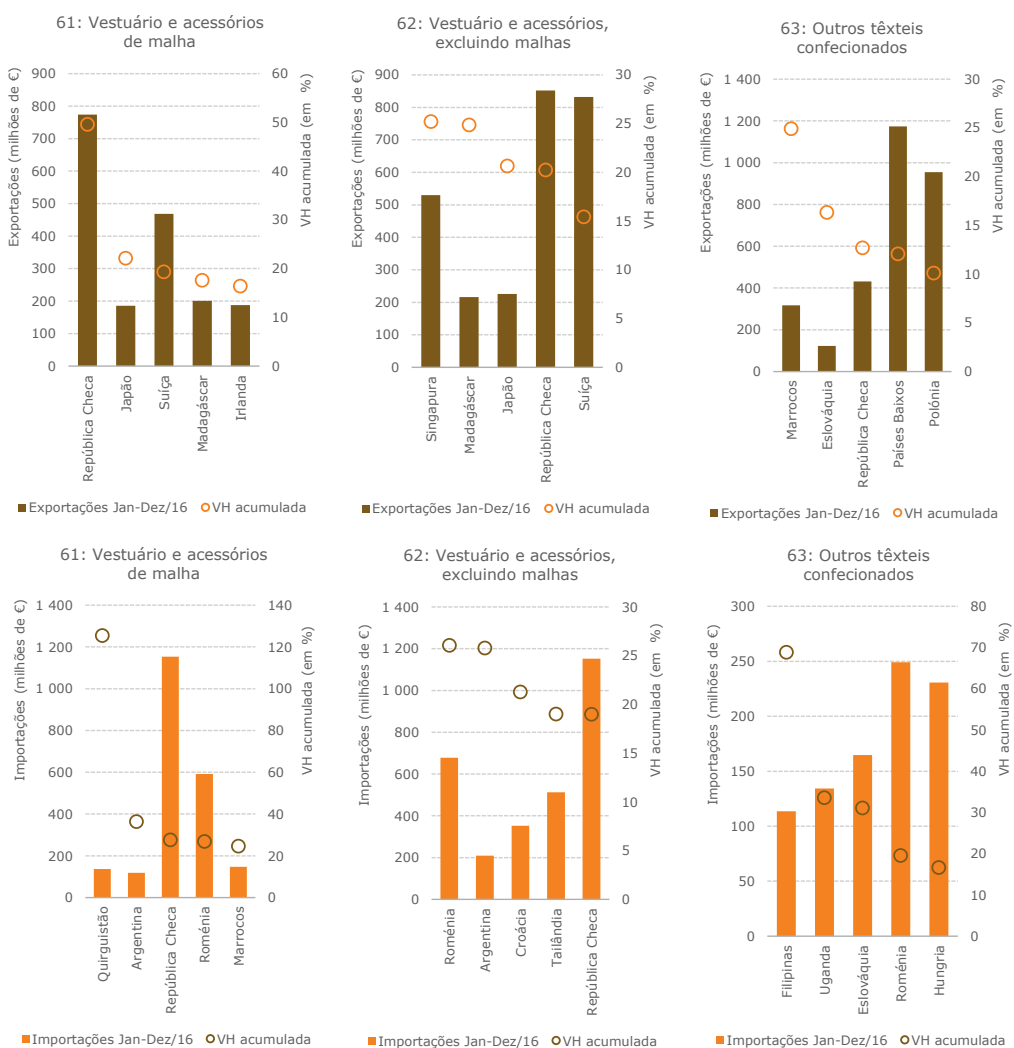 61: Vestuário e acessórios
de malha
Exportações (milhões de €)
900
800
700
600
500
400
300
200
100
0
60
50
40
30
20
10
0
VH acumulada (em %)
República Checa
Japão
Suíça
Madagáscar
Irlanda
Exportações Jan-Dez/16 VH acumulada
62: Vestuário e acessórios,
excluindo malhas
Exportações (milhões de €)
900
800
700
600
500
400
300
200
100
0
30
25
20
15
10
5
0
VH acumulada (em %)
Singapura
Madagáscar
Japão
República Checa
Suíça
Exportações Jan-Dez/16 VH acumulada
63: Outros têxteis
confecionados
Exportações (milhões de €)
1 400
1 200
1 000
800
600
400
200
0
30
25
20
15
10
5
0
VH acumulada (em %)
Marrocos
Eslováquia
República Checa
Países Baixos
Polónia
Exportações Jan-Dez/16 VH acumulada
61: Vestuário e acessórios
de malha
Importações (milhões de €)
1 400
1 200
1 000
800
600
400
200
0
140
120
100
80
60
40
20
0
VH acumulada (em %)
Quirguistão
Argentina
República Checa
Roménia
Marrocos
Importações Jan-Dez/16 VH acumulada
62: Vestuário e acessórios,
excluindo malhas
Importações (milhões de €)
1 400
1 200
1 000
800
600
400
200
0
30
25
20
15
10
5
0
VH acumulada (em %)
Roménia
Argentina
Croácia
Tailândia
República Checa
Importações Jan-Dez/16 VH acumulada
63: Outros têxteis
confecionados
Importações (milhões de €)
300
250
200
150
100
50
0
80
70
60
50
40
30
20
10
0
VH acumulada (em %)
Filipinas
Uganda
Eslováquia
Roménia
Hungria
Importações Jan-Dez/16 VH acumulada